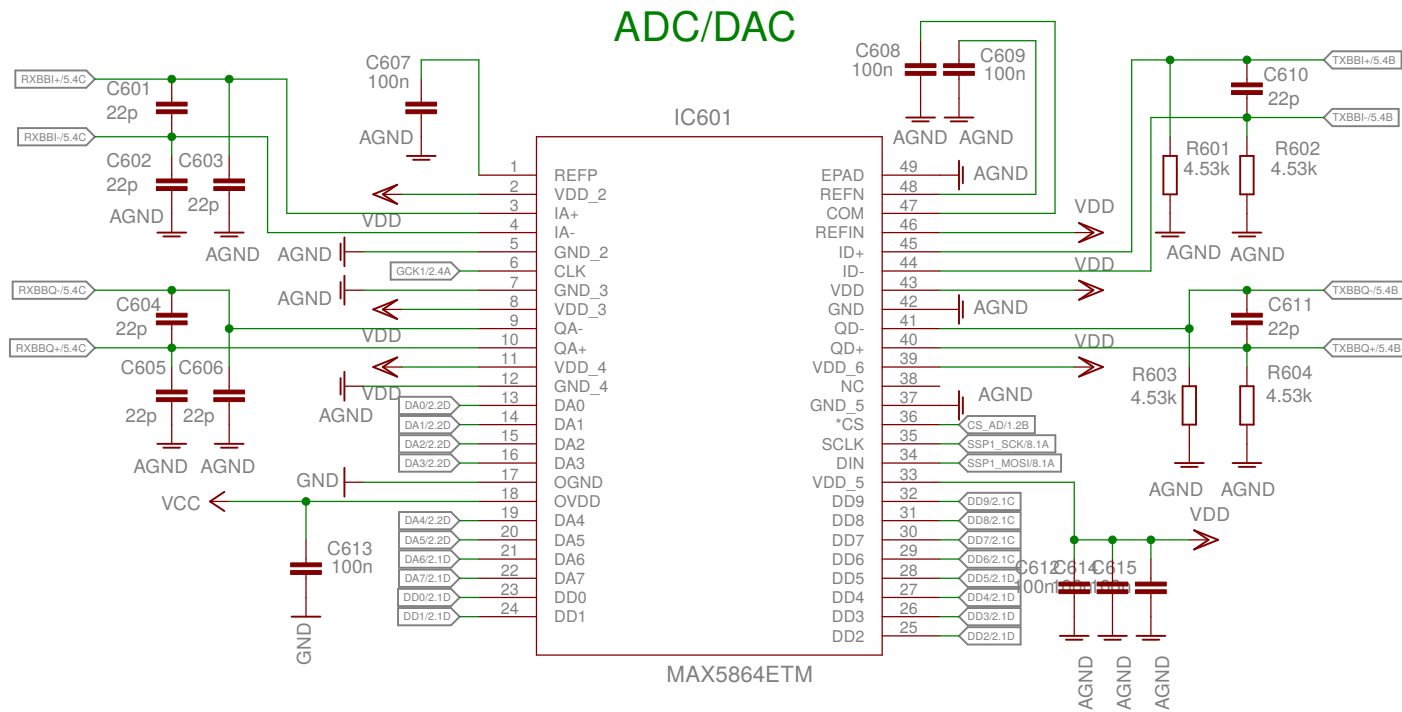 ADC/DAC
RXBBI+/5.4C
C601
22p
RXBBI-/5.4C
C602
22p
C603
22p
AGND
AGND
C607
100n
AGND
C608
100n
C609
100n
AGND
AGND
TXBBI+/5.4B
C610
22p
TXBBI-/5.4B
R601
4.53k
R602
4.53k
AGND
AGND
IC601
1 REFP
2 VDD_2
VDD
3 IA+
4 IA-
AGND 5 GND_2
GCK1/2.4A 6 CLK
AGND 7 GND_3
8 VDD_3
VDD
9 QA-
10 QA+
11 VDD_4
VDD
AGND 12 GND_4
DA0/2.2D 13 DA0
DA1/2.2D 14 DA1
DA2/2.2D 15 DA2
DA3/2.2D 16 DA3
GND 17 OGND
VCC 18 OVDD
DA4/2.2D 19 DA4
DA5/2.2D 20 DA5
DA6/2.1D 21 DA6
DA7/2.1D 22 DA7
DD0/2.1D 23 DD0
DD1/2.1D 24 DD1
RXBBQ-/5.4C
C604
22p
RXBBQ+/5.4C
C605
22p
C606
22p
AGND
AGND
C613
100n
GND
EPAD 49 AGND
REFN 48
COM 47
REFIN 46 VDD
ID+ 45
ID- 44
VDD 43 VDD
GND 42 AGND
QD- 41
QD+ 40
VDD_6 39 VDD
NC 38
GND_5 37 AGND
*CS 36 CS_AD/1.2B
SCLK 35 SSP1_SCK/8.1A
DIN 34 SSP1_MOSI/8.1A
VDD_5 33
DD9 32 DD9/2.1C
DD8 31 DD8/2.1C
DD7 30 DD7/2.1C
DD6 29 DD6/2.1C
DD5 28 DD5/2.1D
DD4 27 DD4/2.1D
DD3 26 DD3/2.1D
DD2 25 DD2/2.1D
TXBBQ-/5.4B
C611
22p
TXBBQ+/5.4B
R603
4.53k
R604
4.53k
AGND
AGND
VDD
C612
100n
C614
C615
AGND
AGND
AGND
MAX5864ETM